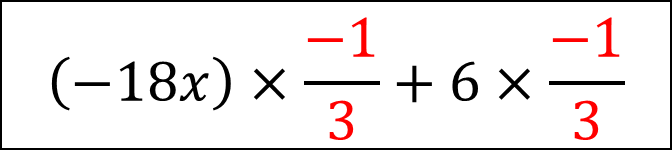 (−18x) × −1/3 + 6 × −1/3